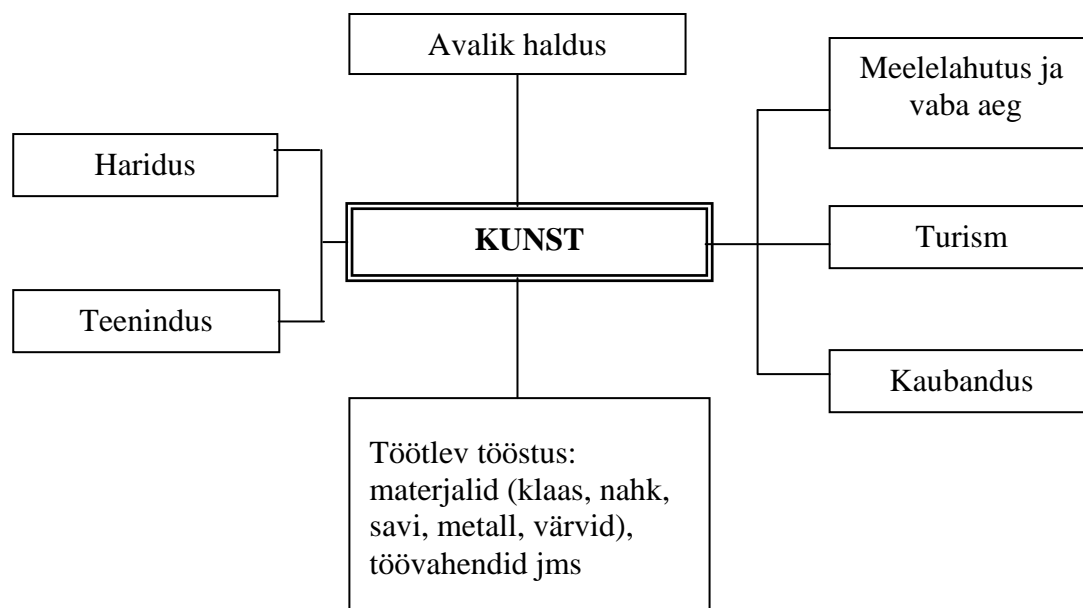 Avalik haldus
Meelelahutus ja
vaba aeg
Haridus
KUNST
Turism
Teenindus
Kaubandus
Töötlev tööstus:
materjalid (klaas, nahk,
savi, metall, värvid),
töövahendid jms